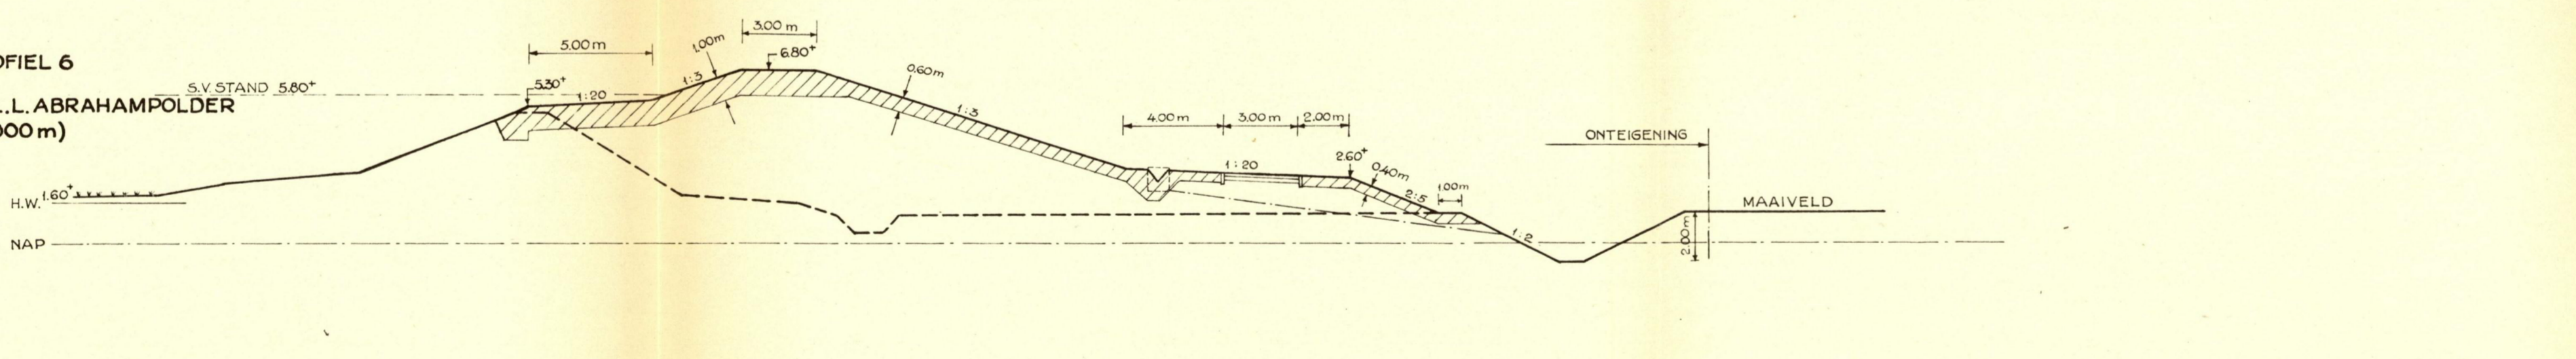 OFIEL 6
L.L. ABRAHAMPOLDER
000 m)
S.V. STAND 5.80+
5.00 m
5.30+
1:20
1:3
1.00m
3.00 m
6.80+
0.60m
1:3
4.00 m
3.00 m
2.00m
1:20
2.60+
0.40m
2:5
1.00m
1:2
ONTEIGENING
MAAIVELD
2.00m
H.W. 1.60+
NAP